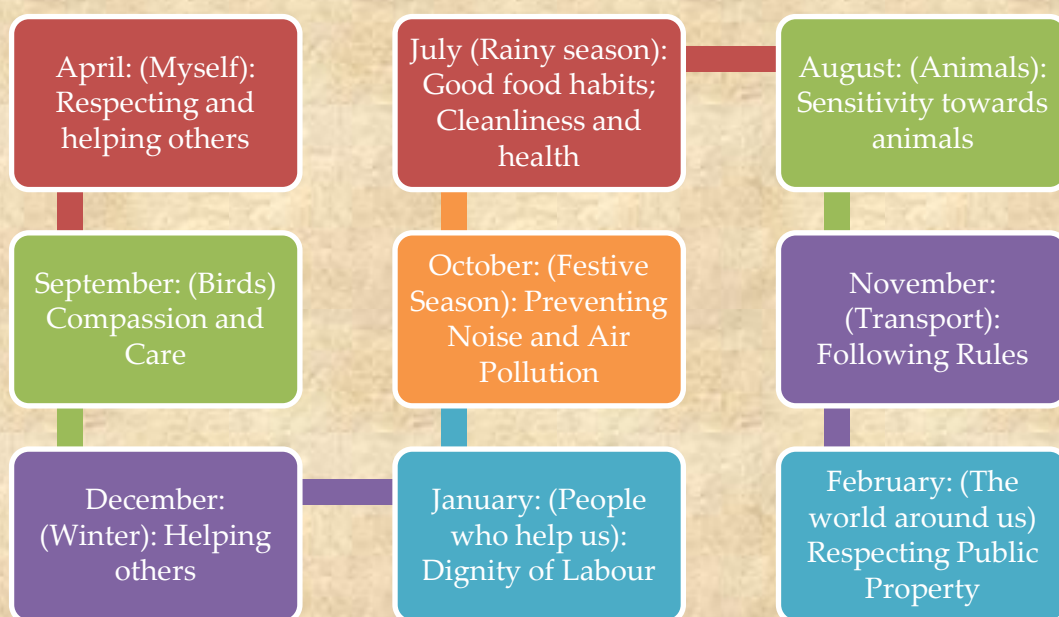 April: (Myself):
Respecting and
helping others
July (Rainy season):
Good food habits;
Cleanliness and
health
August: (Animals):
Sensitivity towards
animals
September: (Birds)
Compassion and
Care
October: (Festive
Season): Preventing
Noise and Air
Pollution
November:
(Transport):
Following Rules
December:
(Winter): Helping
others
January: (People
who help us):
Dignity of Labour
February: (The
world around us)
Respecting Public
Property